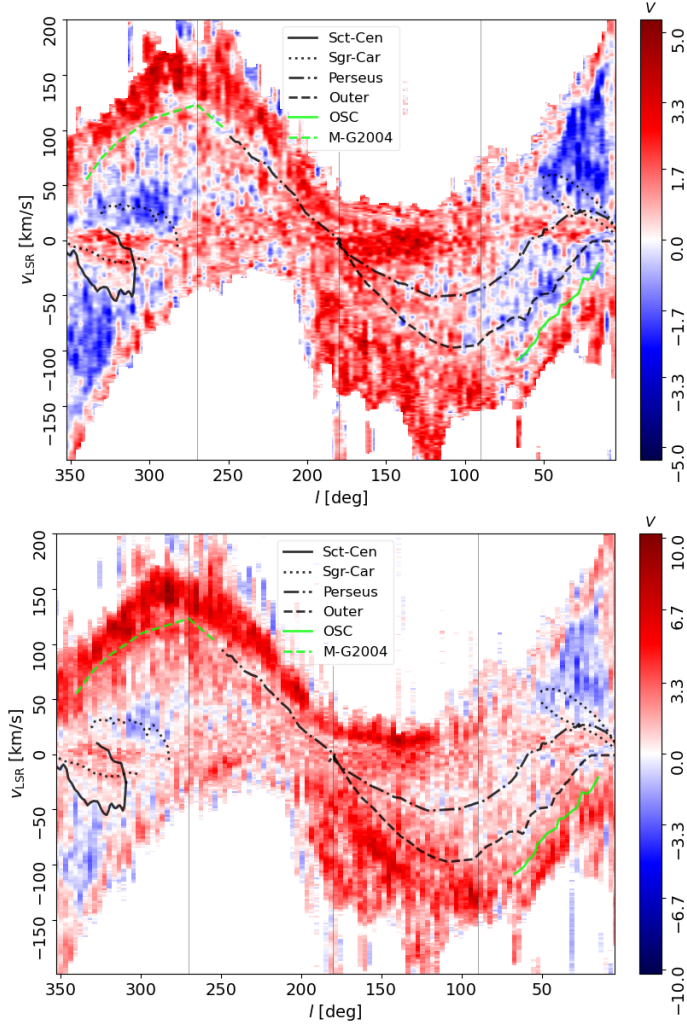 V
200
150
100
50
0
−50
−100
−150
v_LSR [km/s]
Sct-Cen
Sgr-Car
Perseus
Outer
OSC
M-G2004
5.0
3.3
1.7
0.0
−1.7
−3.3
−5.0
350 300 250 200 150 100 50
l [deg]
V
200
150
100
50
0
−50
−100
−150
v_LSR [km/s]
Sct-Cen
Sgr-Car
Perseus
Outer
OSC
M-G2004
10.0
6.7
3.3
0.0
−3.3
−6.7
−10.0
350 300 250 200 150 100 50
l [deg]